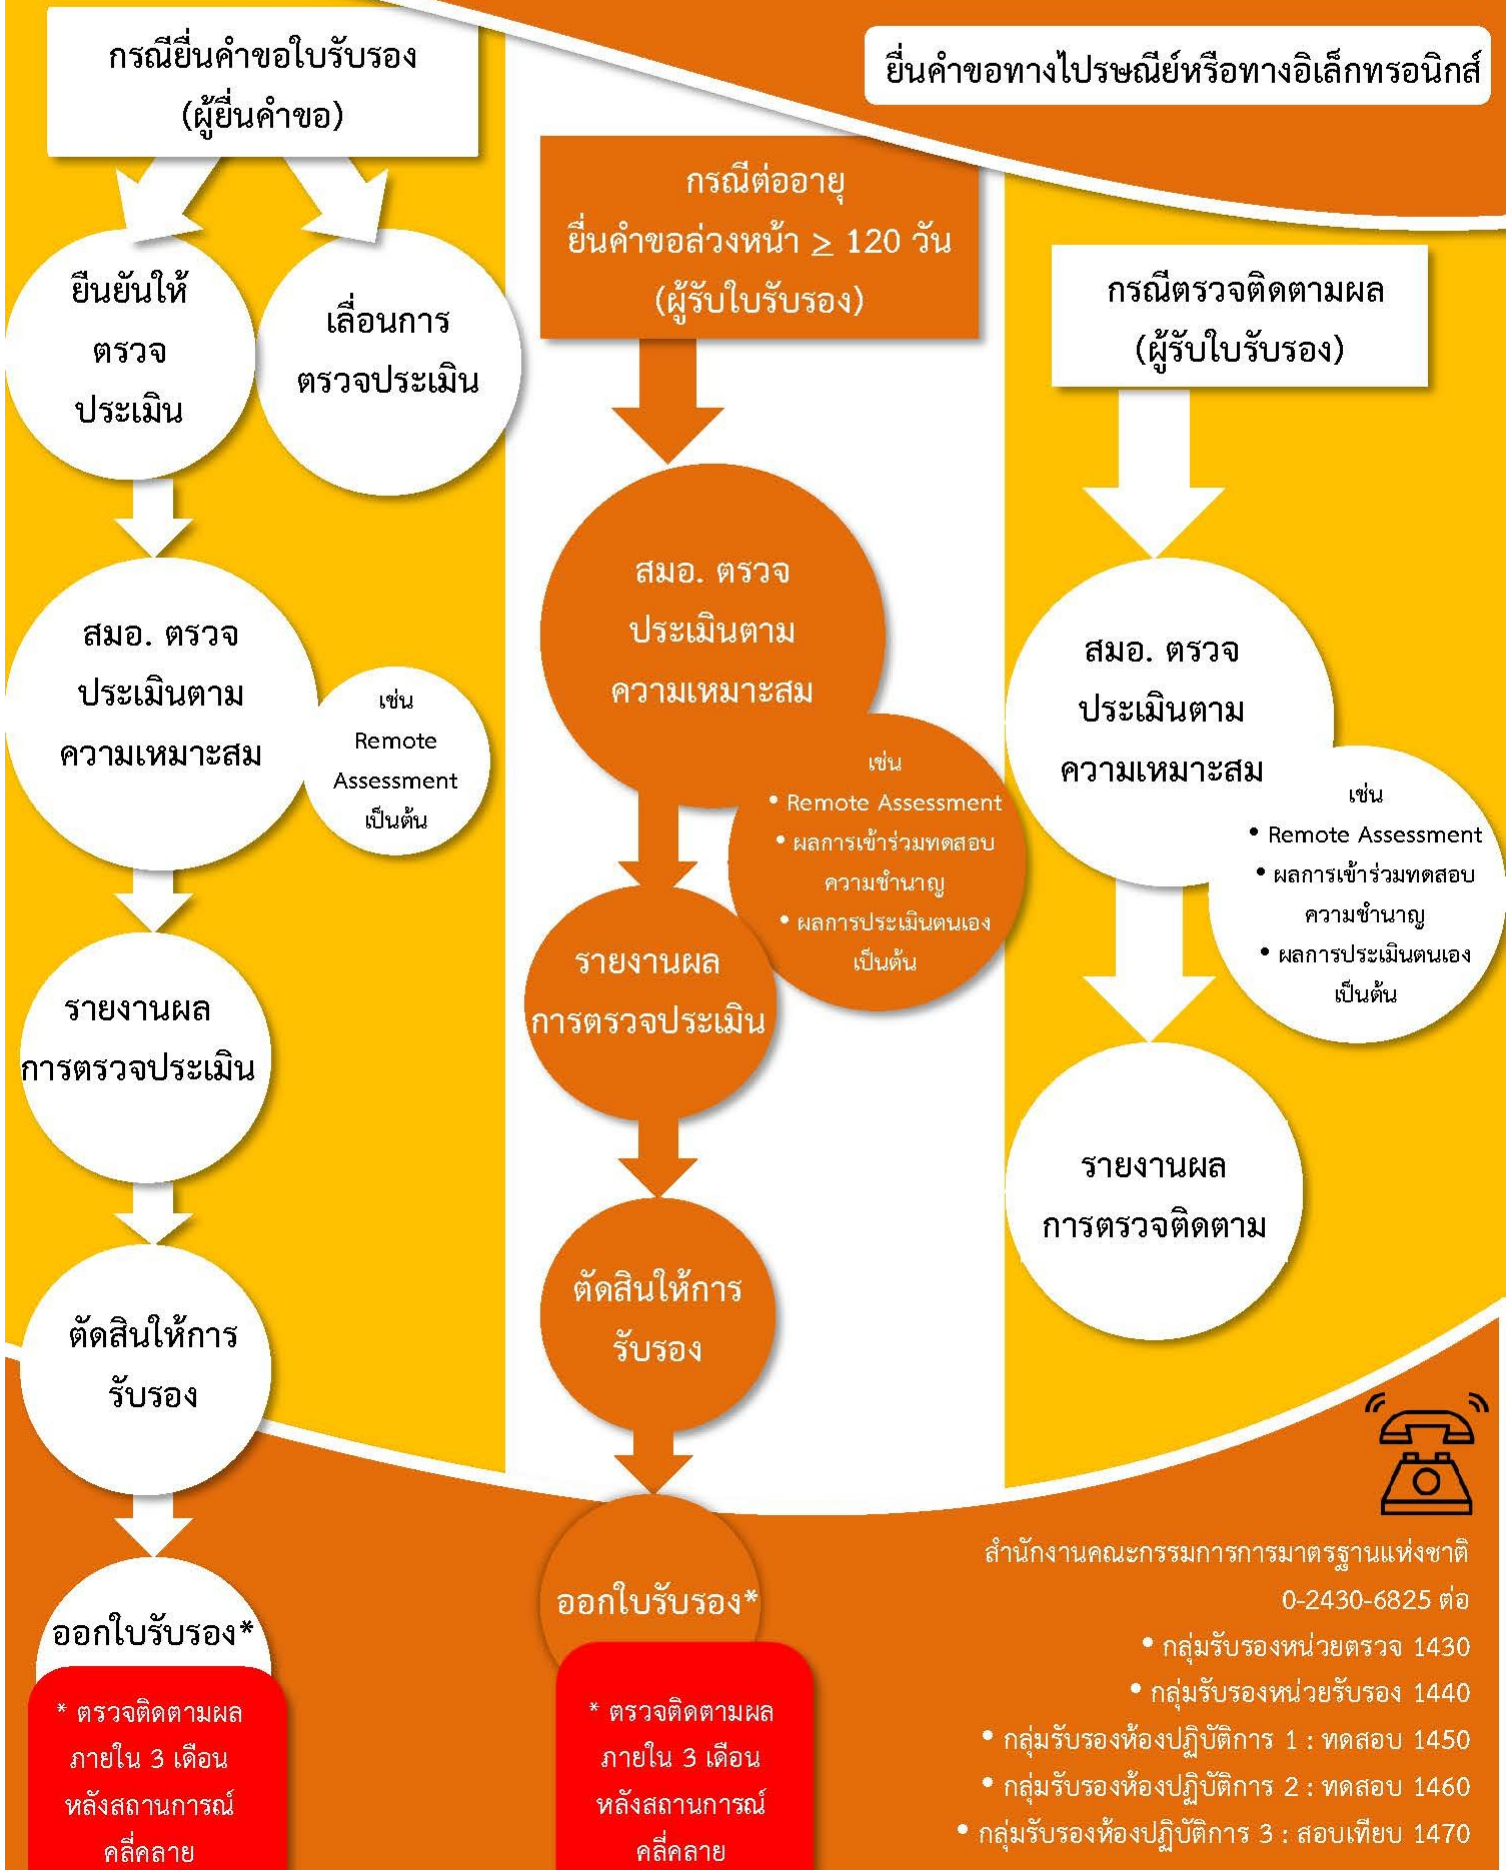 กรณียื่นคำขอใบรับรอง
(ผู้ยื่นคำขอ)
ยื่นคำขอทางไปรษณีย์หรือทางอิเล็กทรอนิกส์
ยืนยันให้
ตรวจ
ประเมิน
เลื่อนการ
ตรวจประเมิน
สมอ. ตรวจ
ประเมินตาม
ความเหมาะสม
เช่น
Remote
Assessment
เป็นต้น
รายงานผล
การตรวจประเมิน
ตัดสินให้การ
รับรอง
ออกใบรับรอง*
* ตรวจติดตามผล
ภายใน 3 เดือน
หลังสถานการณ์
คลี่คลาย
กรณีต่ออายุ
ยื่นคำขอล่วงหน้า ≥ 120 วัน
(ผู้รับใบรับรอง)
สมอ. ตรวจ
ประเมินตาม
ความเหมาะสม
เช่น
• Remote Assessment
• ผลการเข้าร่วมทดสอบ
ความชำนาญ
• ผลการประเมินตนเอง
เป็นต้น
รายงานผล
การตรวจประเมิน
ตัดสินให้การ
รับรอง
ออกใบรับรอง*
* ตรวจติดตามผล
ภายใน 3 เดือน
หลังสถานการณ์
คลี่คลาย
กรณีตรวจติดตามผล
(ผู้รับใบรับรอง)
สมอ. ตรวจ
ประเมินตาม
ความเหมาะสม
เช่น
• Remote Assessment
• ผลการเข้าร่วมทดสอบ
ความชำนาญ
• ผลการประเมินตนเอง
เป็นต้น
รายงานผล
การตรวจติดตาม
สำนักงานคณะกรรมการการมาตรฐานแห่งชาติ
0-2430-6825 ต่อ
• กลุ่มรับรองหน่วยตรวจ 1430
• กลุ่มรับรองหน่วยรับรอง 1440
• กลุ่มรับรองห้องปฏิบัติการ 1 : ทดสอบ 1450
• กลุ่มรับรองห้องปฏิบัติการ 2 : ทดสอบ 1460
• กลุ่มรับรองห้องปฏิบัติการ 3 : สอบเทียบ 1470